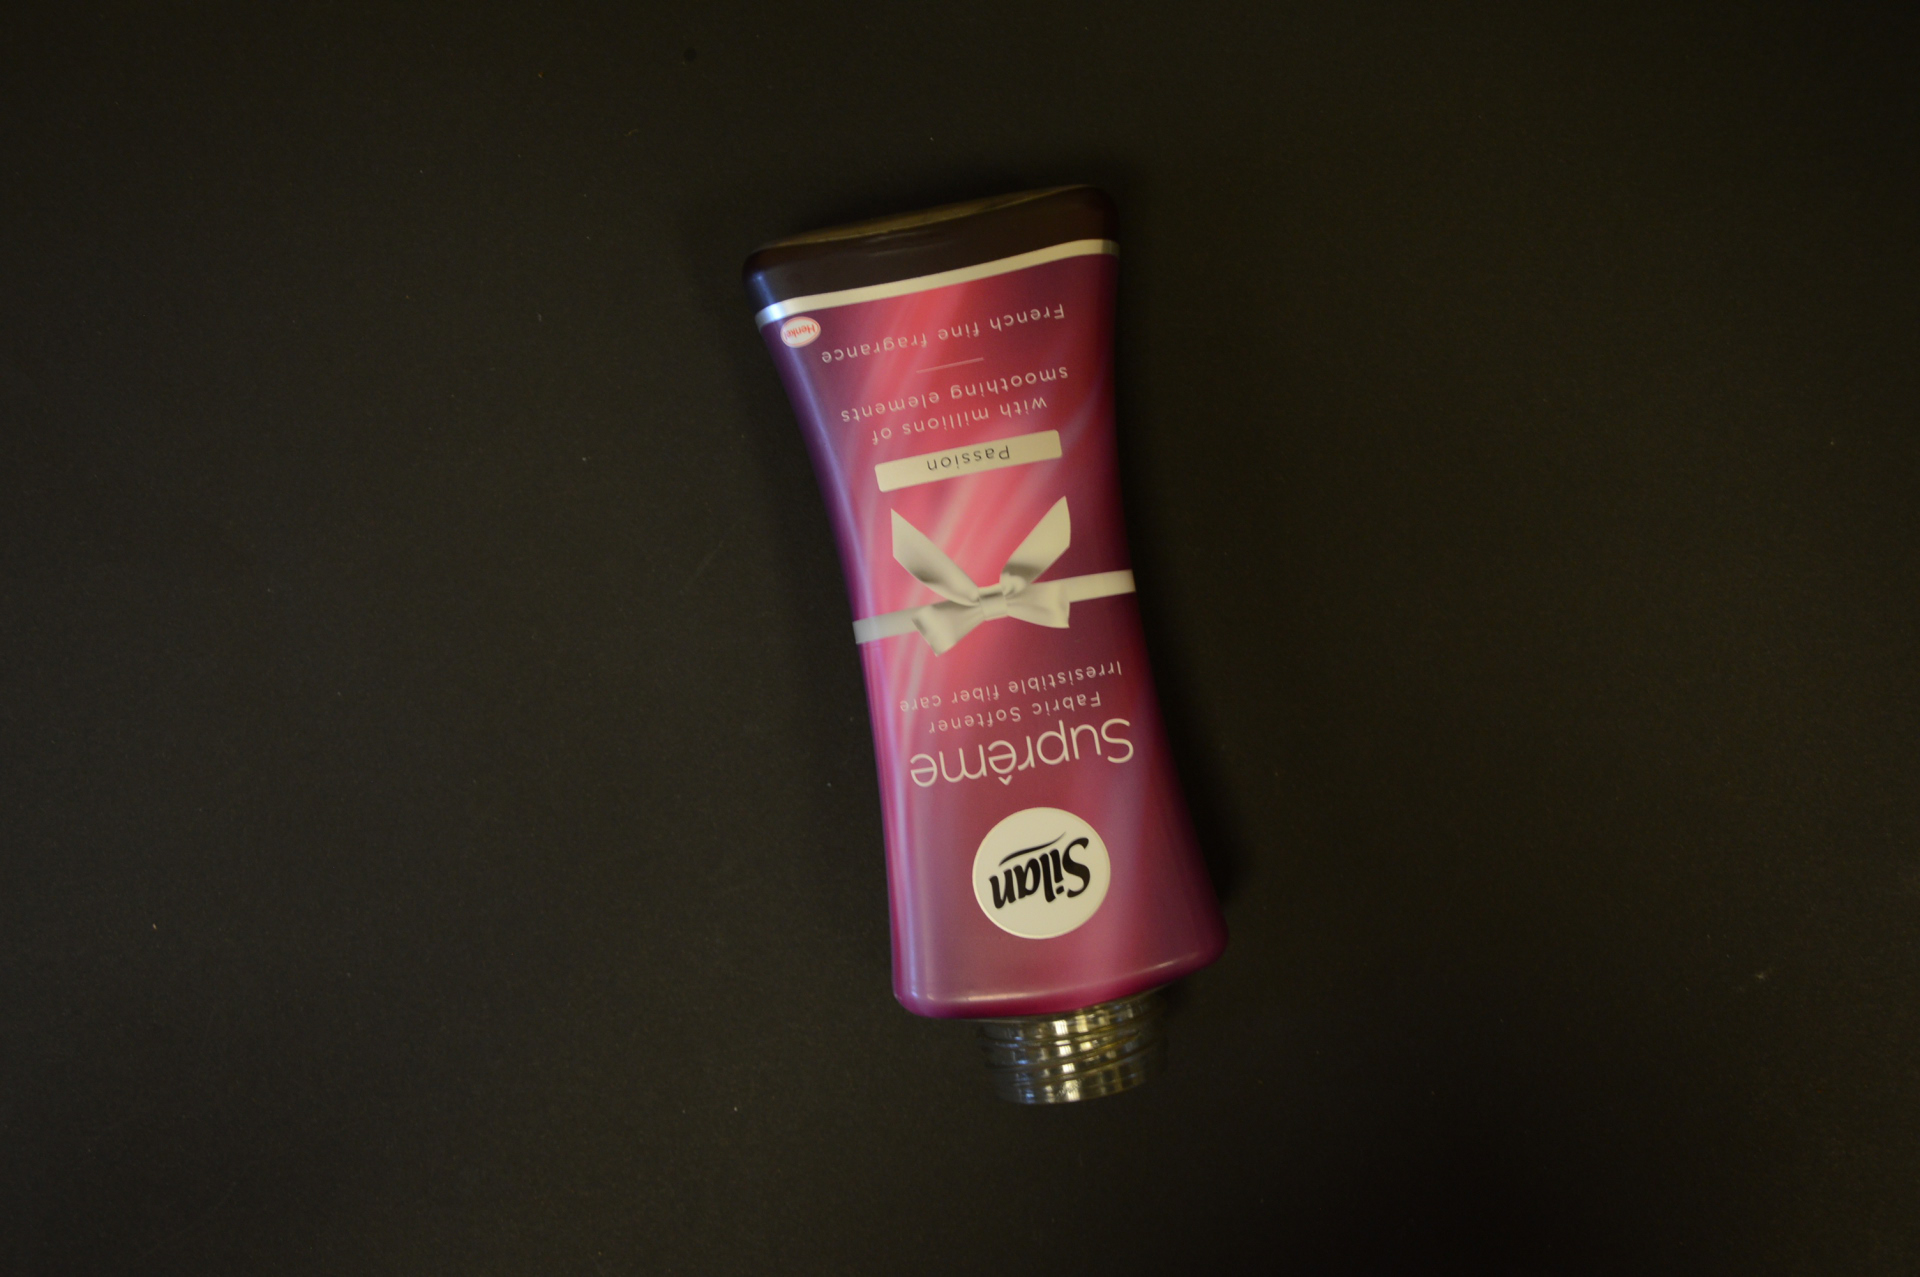 Silan
Suprême
Fabric Softener
Irresistible fiber care
Passion
with millions of
smoothing elements
French fine fragrance
Henkel